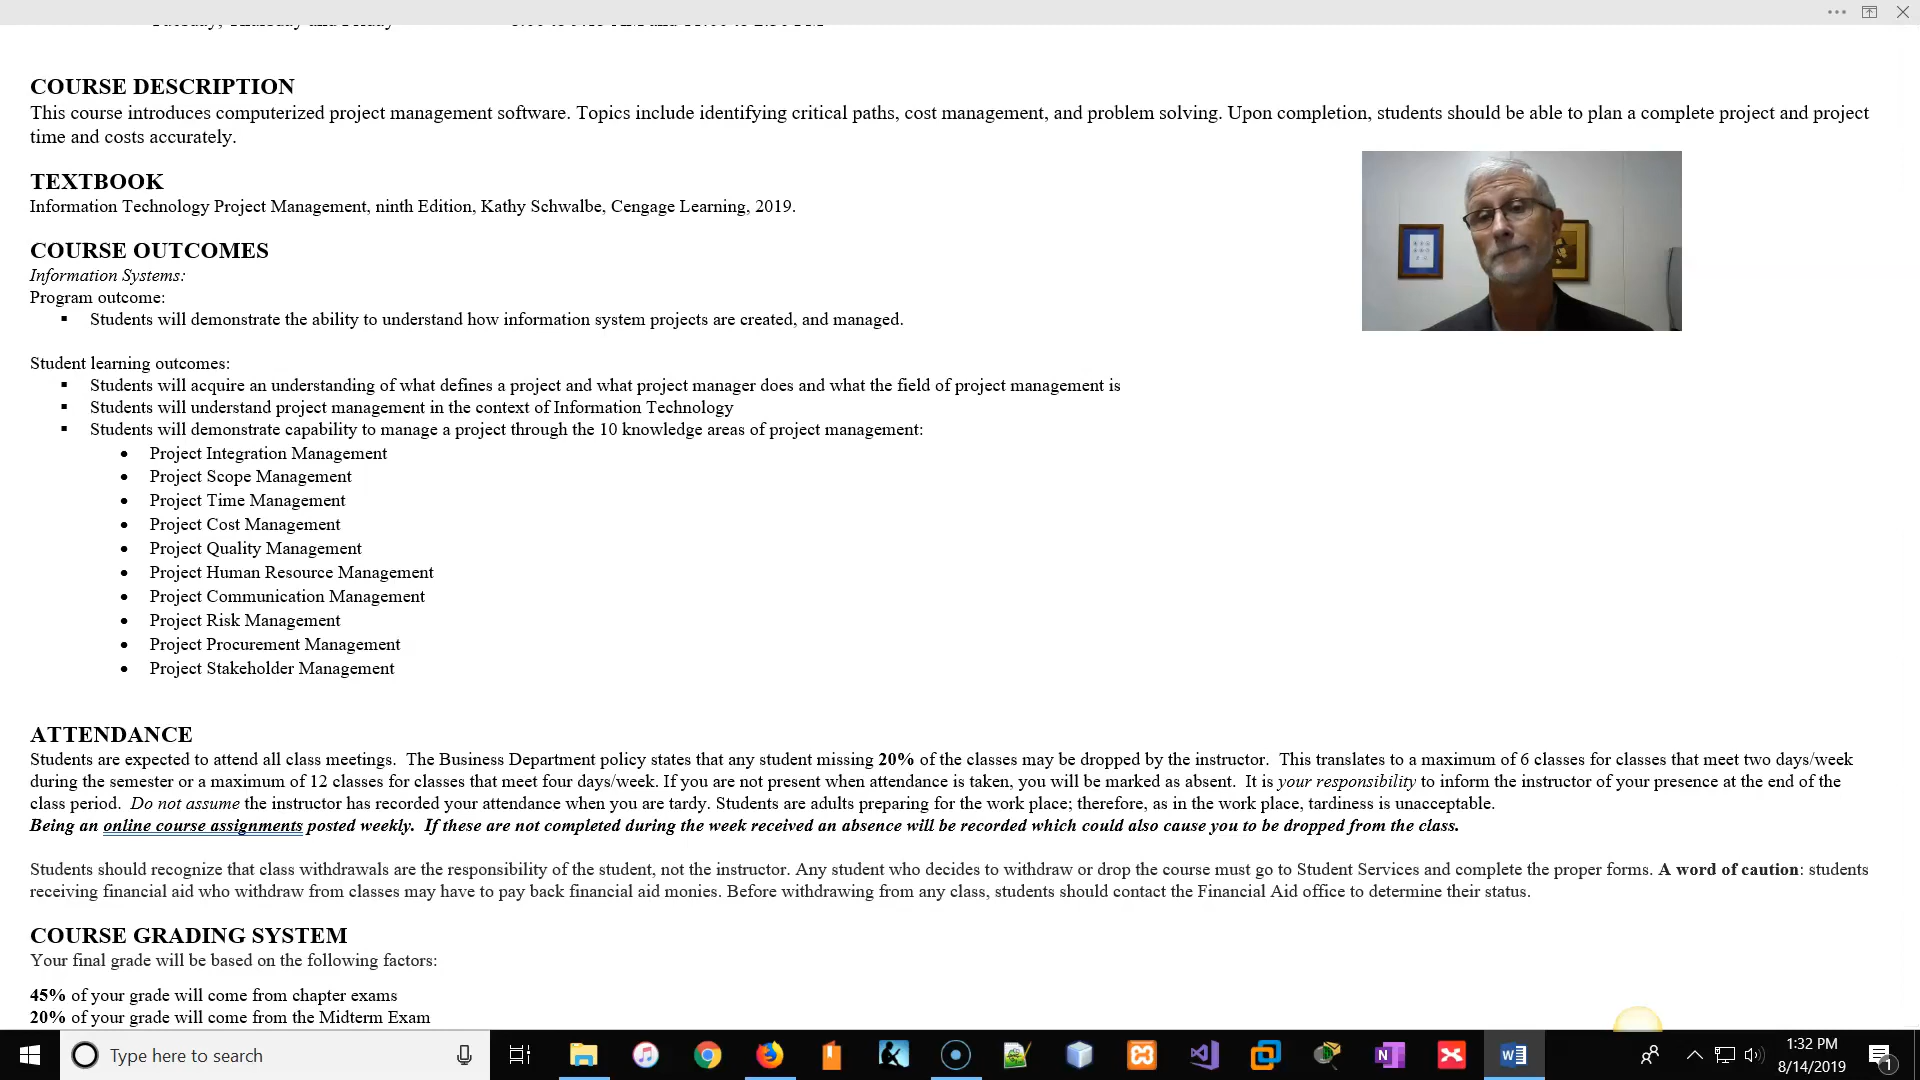 COURSE DESCRIPTION
This course introduces computerized project management software. Topics include identifying critical paths, cost management, and problem solving. Upon completion, students should be able to plan a complete project and project
time and costs accurately.
TEXTBOOK
Information Technology Project Management, ninth Edition, Kathy Schwalbe, Cengage Learning, 2019.
COURSE OUTCOMES
Information Systems:
Program outcome:
▪ Students will demonstrate the ability to understand how information system projects are created, and managed.
Student learning outcomes:
▪ Students will acquire an understanding of what defines a project and what project manager does and what the field of project management is
▪ Students will understand project management in the context of Information Technology
▪ Students will demonstrate capability to manage a project through the 10 knowledge areas of project management:
• Project Integration Management
• Project Scope Management
• Project Time Management
• Project Cost Management
• Project Quality Management
• Project Human Resource Management
• Project Communication Management
• Project Risk Management
• Project Procurement Management
• Project Stakeholder Management
ATTENDANCE
Students are expected to attend all class meetings. The Business Department policy states that any student missing 20% of the classes may be dropped by the instructor. This translates to a maximum of 6 classes for classes that meet two days/week
during the semester or a maximum of 12 classes for classes that meet four days/week. If you are not present when attendance is taken, you will be marked as absent. It is your responsibility to inform the instructor of your presence at the end of the
class period. Do not assume the instructor has recorded your attendance when you are tardy. Students are adults preparing for the work place; therefore, as in the work place, tardiness is unacceptable.
Being an online course assignments posted weekly. If these are not completed during the week received an absence will be recorded which could also cause you to be dropped from the class.
Students should recognize that class withdrawals are the responsibility of the student, not the instructor. Any student who decides to withdraw or drop the course must go to Student Services and complete the proper forms. A word of caution: students
receiving financial aid who withdraw from classes may have to pay back financial aid monies. Before withdrawing from any class, students should contact the Financial Aid office to determine their status.
COURSE GRADING SYSTEM
Your final grade will be based on the following factors:
45% of your grade will come from chapter exams
20% of your grade will come from the Midterm Exam
Type here to search
1:32 PM
8/14/2019
1